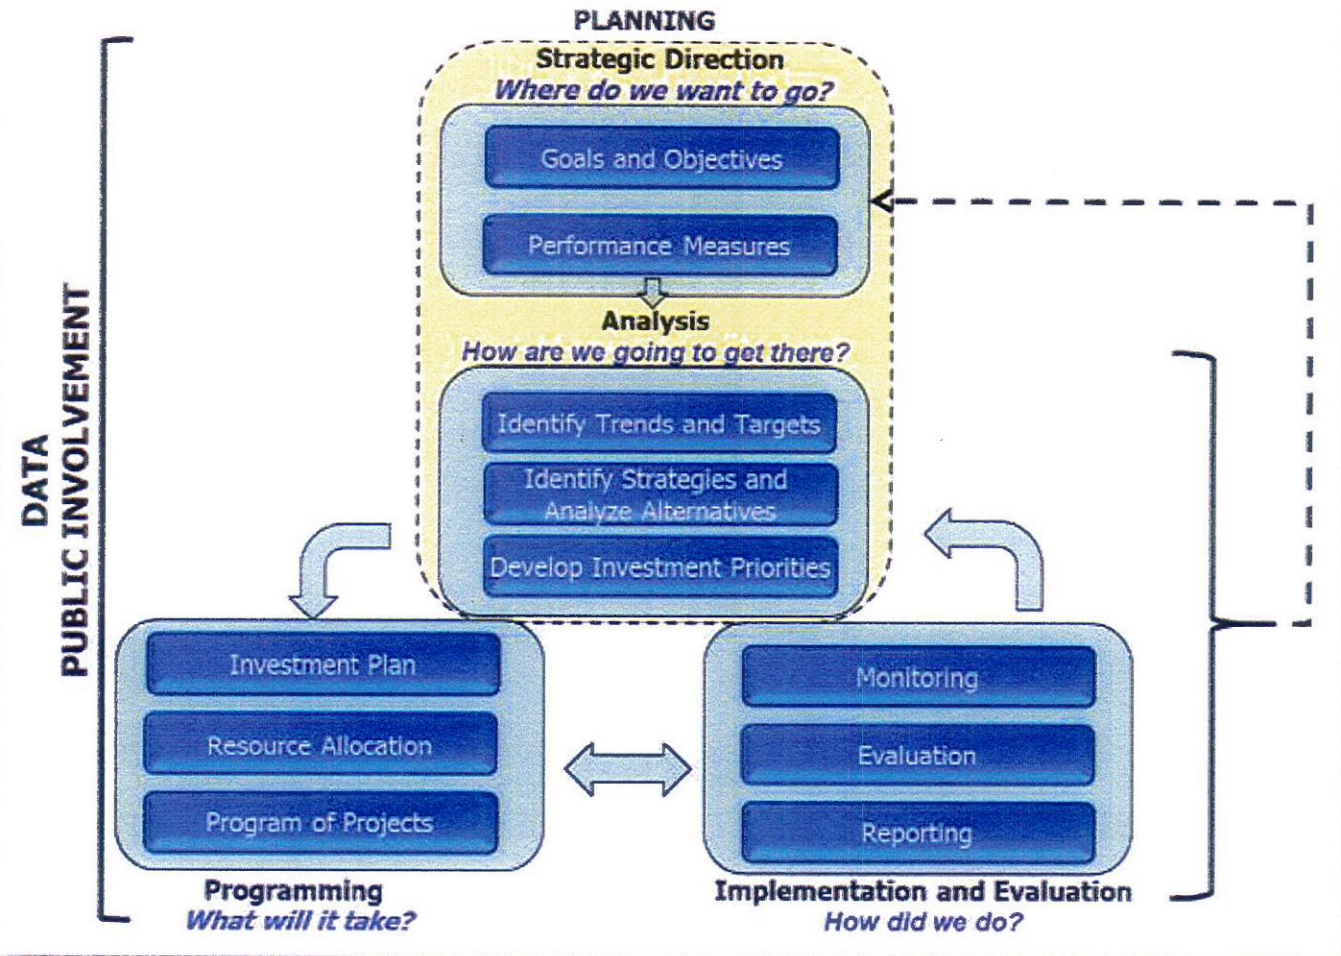 PLANNING
Strategic Direction
Where do we want to go?
Goals and Objectives
Performance Measures
Analysis
How are we going to get there?
Identify Trends and Targets
Identify Strategies and
Analyze Alternatives
Develop Investment Priorities
DATA
PUBLIC INVOLVEMENT
Investment Plan
Resource Allocation
Program of Projects
Programming
What will it take?
Monitoring
Evaluation
Reporting
Implementation and Evaluation
How did we do?